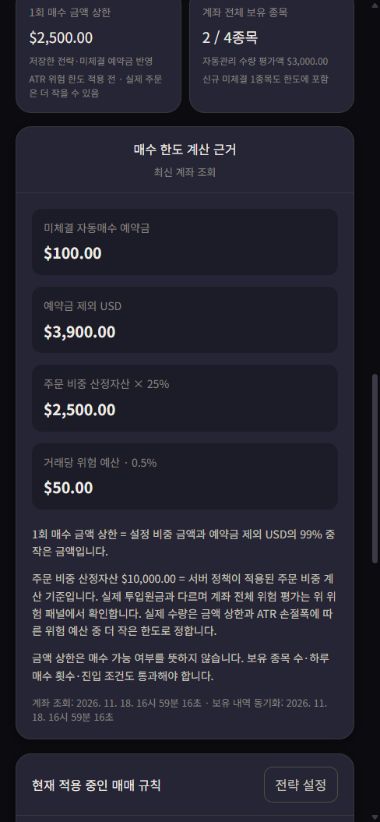 1회 매수 금액 상한
$2,500.00
저장한 전략·미체결 예약금 반영
ATR 위험 한도 적용 전 · 실제 주문
은 더 작을 수 있음
계좌 전체 보유 종목
2 / 4종목
자동관리 수량 평가액 $3,000.00
신규 미체결 1종목도 한도에 포함
매수 한도 계산 근거
최신 계좌 조회
미체결 자동매수 예약금
$100.00
예약금 제외 USD
$3,900.00
주문 비중 산정자산 × 25%
$2,500.00
거래당 위험 예산 · 0.5%
$50.00
1회 매수 금액 상한 = 설정 비중 금액과 예약금 제외 USD의 99% 중
작은 금액입니다.
주문 비중 산정자산 $10,000.00 = 서버 정책이 적용된 주문 비중 계
산 기준입니다. 실제 투입원금과 다르며 계좌 전체 위험 평가는 위 위
험 패널에서 확인합니다. 실제 수량은 금액 상한과 ATR 손절폭에 따
른 위험 예산 중 더 작은 한도로 정합니다.
금액 상한은 매수 가능 여부를 뜻하지 않습니다. 보유 종목 수·하루
매수 횟수·진입 조건도 통과해야 합니다.
계좌 조회: 2026. 11. 18. 16시 59분 16초 · 보유 내역 동기화: 2026. 11.
18. 16시 59분 16초
현재 적용 중인 매매 규칙
전략 설정